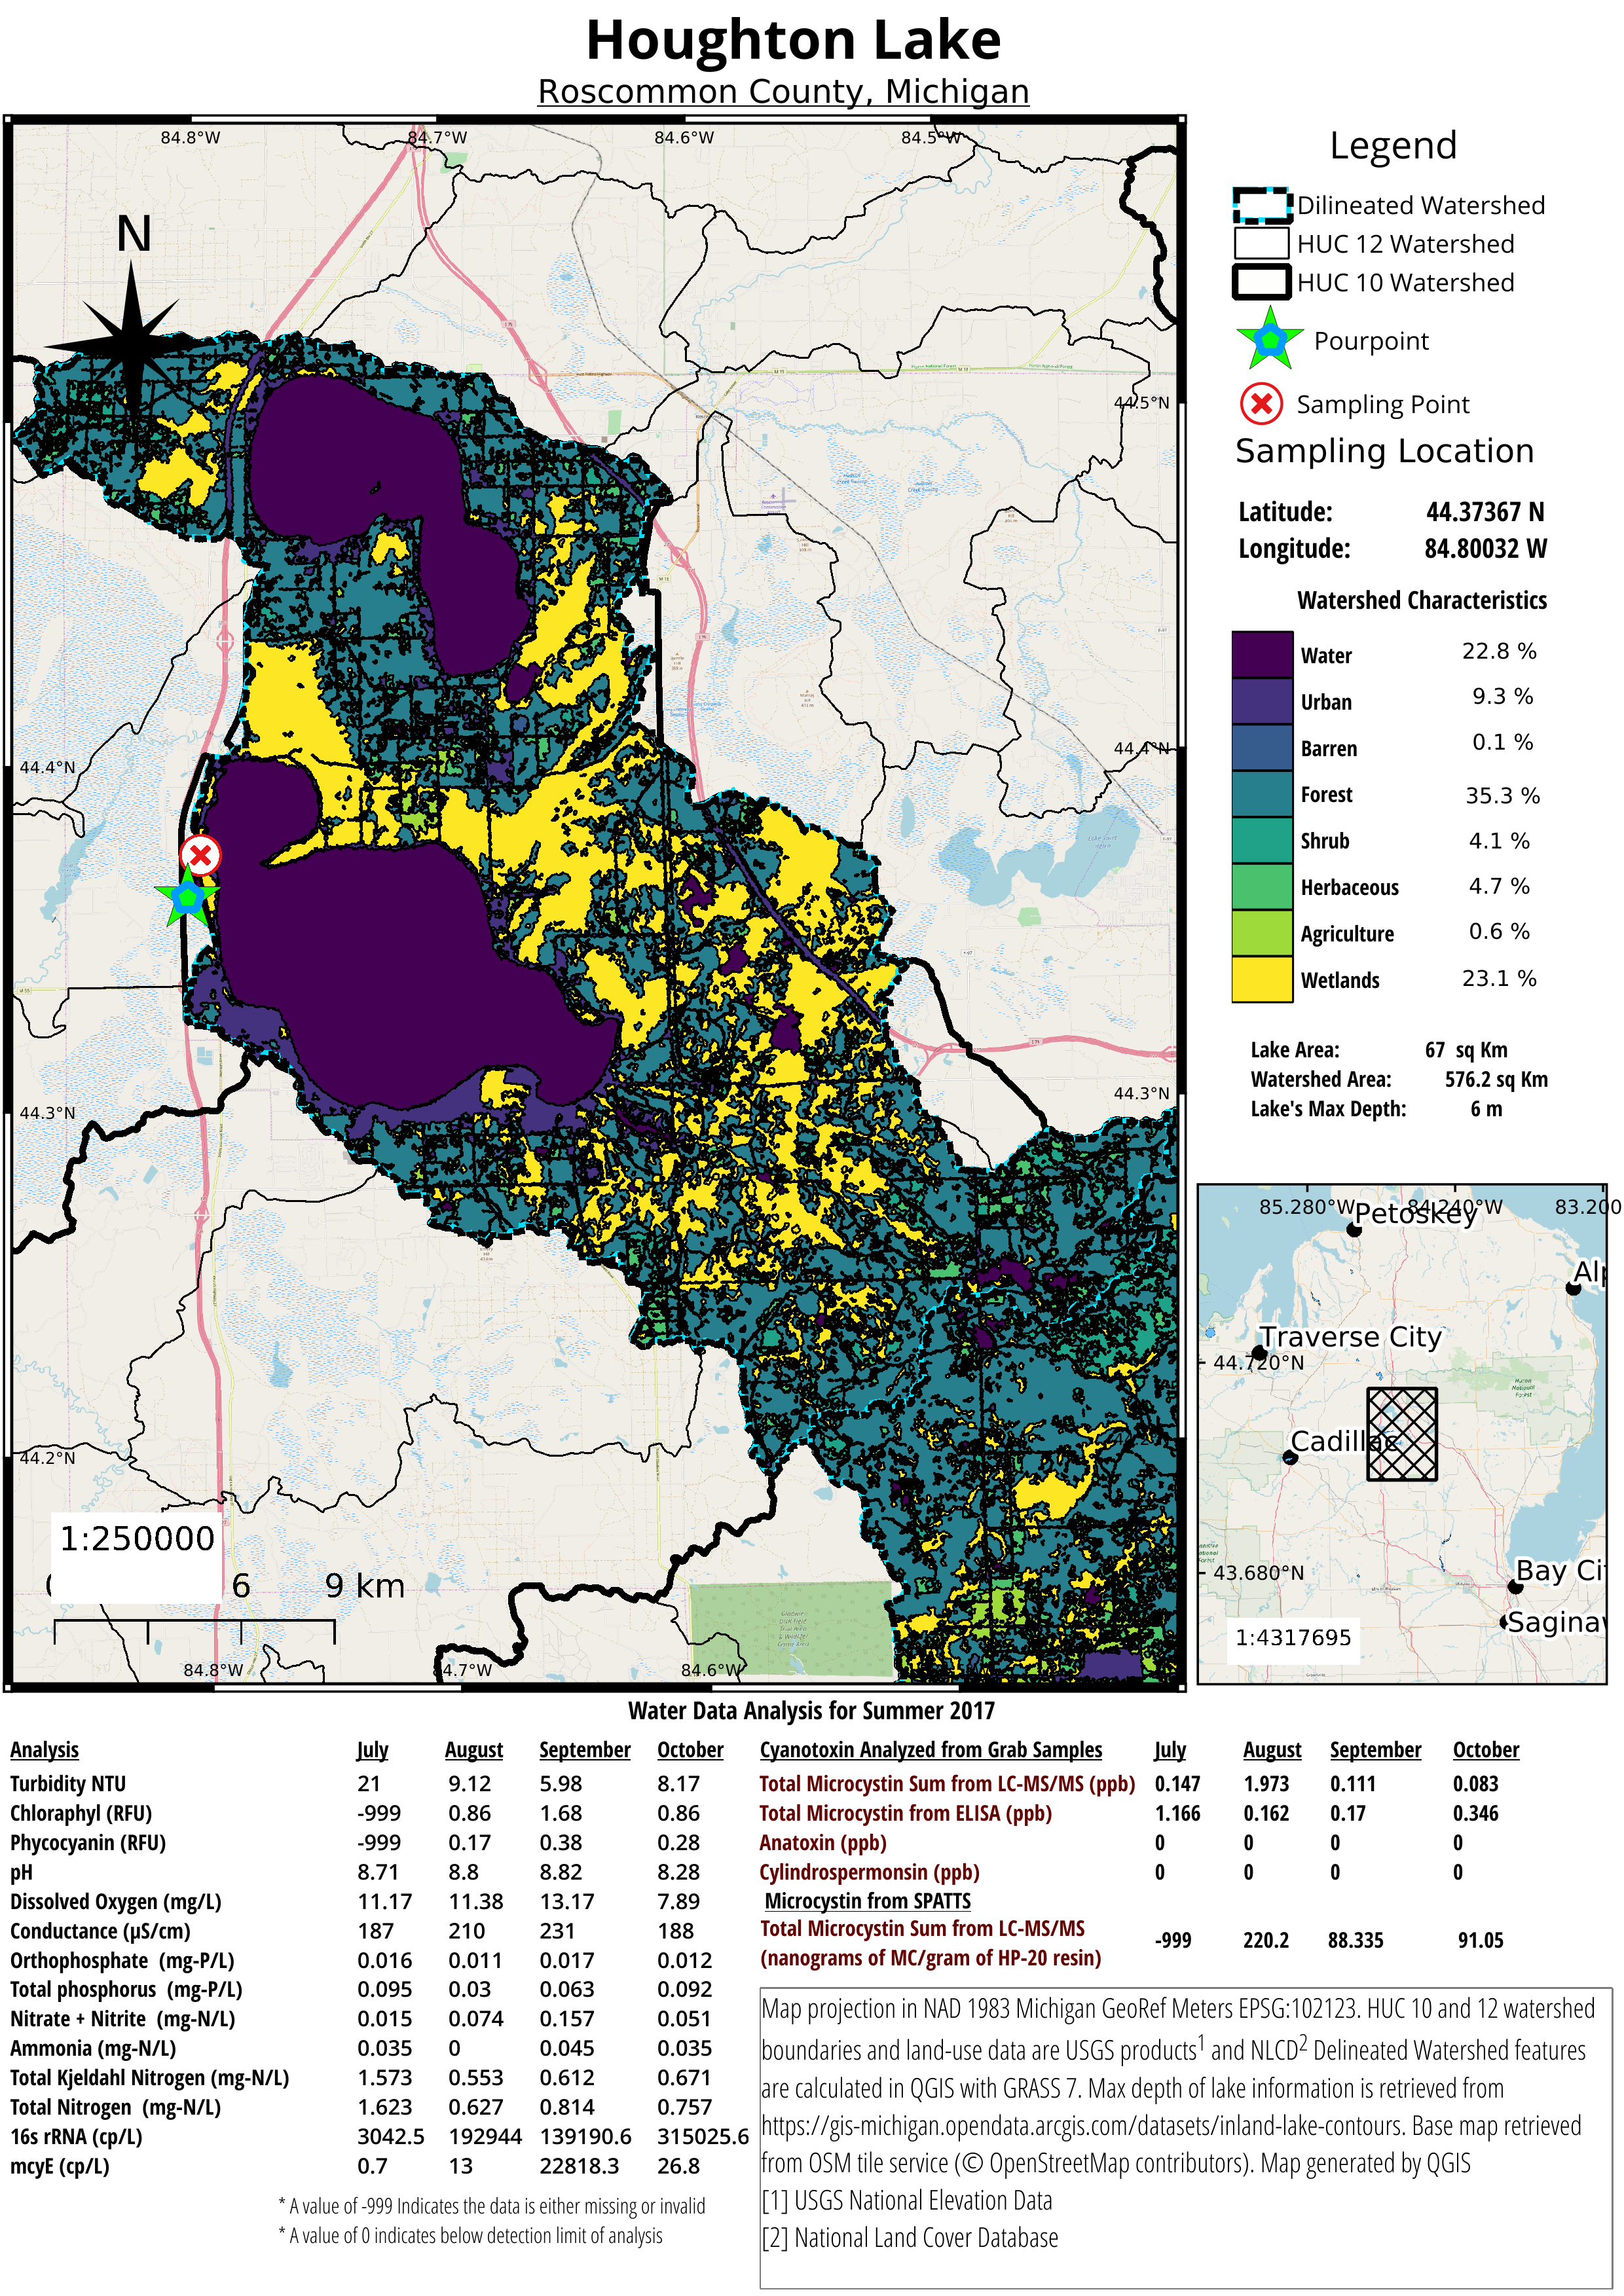 Houghton Lake
Roscommon County, Michigan
84.8°W 84.7°W 84.6°W 84.5°W
N
44.5°N
44.4°N 44.4°N
44.3°N 44.3°N
44.2°N
1:250000
6 9 km
84.8°W 84.7°W 84.6°W
Legend
Dilineated Watershed
HUC 12 Watershed
HUC 10 Watershed
Pourpoint
Sampling Point
Sampling Location
Latitude: 44.37367 N
Longitude: 84.80032 W
Watershed Characteristics
Water 22.8 %
Urban 9.3 %
Barren 0.1 %
Forest 35.3 %
Shrub 4.1 %
Herbaceous 4.7 %
Agriculture 0.6 %
Wetlands 23.1 %
Lake Area: 67 sq Km
Watershed Area: 576.2 sq Km
Lake's Max Depth: 6 m
85.280°W 84.240°W 83.200
Petoskey
Alp
Traverse City
44.720°N
Cadillac
43.680°N
Bay Cit
Saginaw
1:4317695
Water Data Analysis for Summer 2017
Analysis July August September October
Turbidity NTU 21 9.12 5.98 8.17
Chloraphyl (RFU) -999 0.86 1.68 0.86
Phycocyanin (RFU) -999 0.17 0.38 0.28
pH 8.71 8.8 8.82 8.28
Dissolved Oxygen (mg/L) 11.17 11.38 13.17 7.89
Conductance (µS/cm) 187 210 231 188
Orthophosphate (mg-P/L) 0.016 0.011 0.017 0.012
Total phosphorus (mg-P/L) 0.095 0.03 0.063 0.092
Nitrate + Nitrite (mg-N/L) 0.015 0.074 0.157 0.051
Ammonia (mg-N/L) 0.035 0 0.045 0.035
Total Kjeldahl Nitrogen (mg-N/L) 1.573 0.553 0.612 0.671
Total Nitrogen (mg-N/L) 1.623 0.627 0.814 0.757
16s rRNA (cp/L) 3042.5 192944 139190.6 315025.6
mcyE (cp/L) 0.7 13 22818.3 26.8
* A value of -999 Indicates the data is either missing or invalid
* A value of 0 indicates below detection limit of analysis
Cyanotoxin Analyzed from Grab Samples July August September October
Total Microcystin Sum from LC-MS/MS (ppb) 0.147 1.973 0.111 0.083
Total Microcystin from ELISA (ppb) 1.166 0.162 0.17 0.346
Anatoxin (ppb) 0 0 0 0
Cylindrospermonsin (ppb) 0 0 0 0
Microcystin from SPATTS
Total Microcystin Sum from LC-MS/MS
(nanograms of MC/gram of HP-20 resin) -999 220.2 88.335 91.05
Map projection in NAD 1983 Michigan GeoRef Meters EPSG:102123. HUC 10 and 12 watershed
boundaries and land-use data are USGS products1 and NLCD2 Delineated Watershed features
are calculated in QGIS with GRASS 7. Max depth of lake information is retrieved from
https://gis-michigan.opendata.arcgis.com/datasets/inland-lake-contours. Base map retrieved
from OSM tile service (© OpenStreetMap contributors). Map generated by QGIS
[1] USGS National Elevation Data
[2] National Land Cover Database